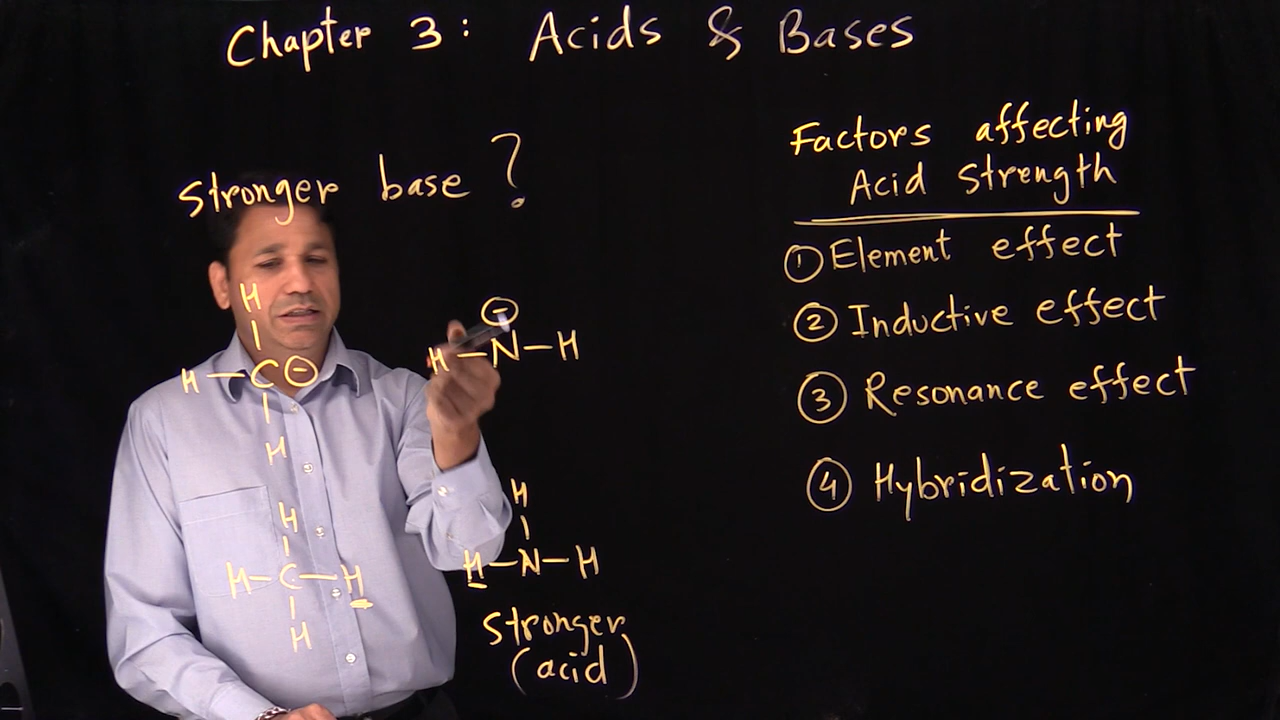 Chapter 3: Acids & Bases
Stronger base?
H
H-C⊖
H
⊖
H-N-H
H
H-C-H
H
H
H-N-H
Stronger
(acid)
Factors affecting
Acid Strength
① Element effect
② Inductive effect
③ Resonance effect
④ Hybridization